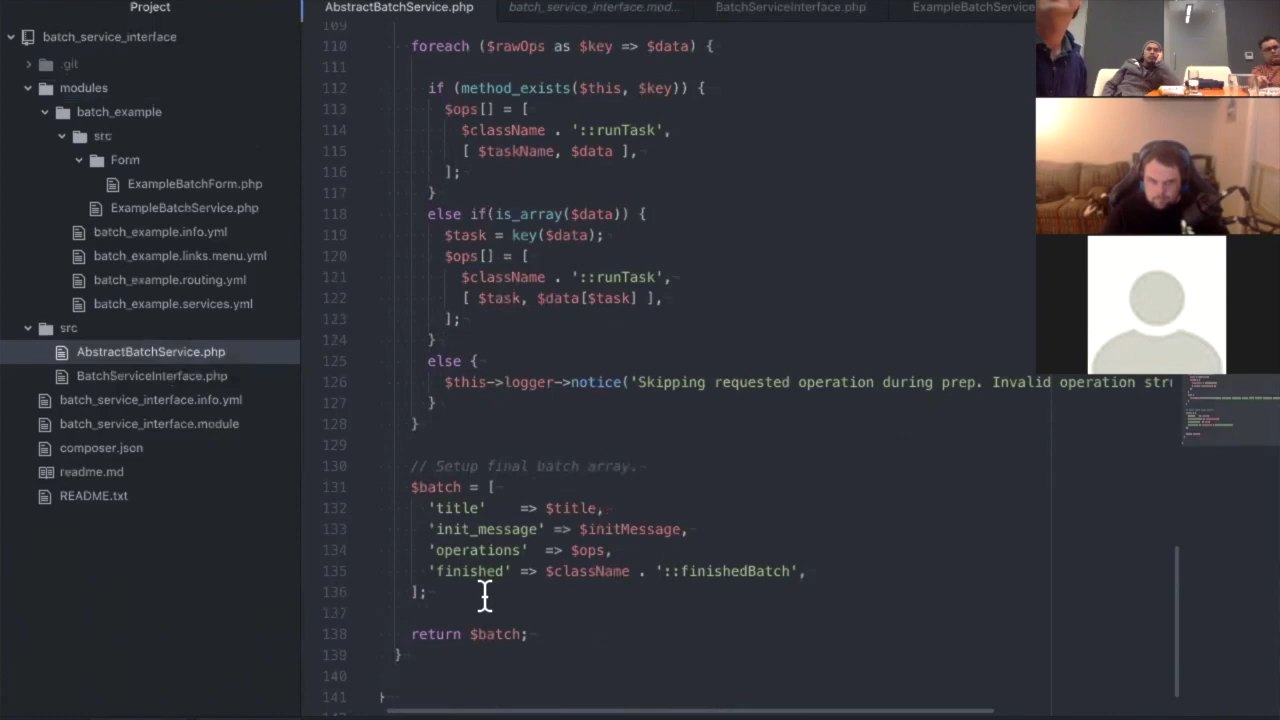 Project
batch_service_interface
.git
modules
batch_example
src
Form
ExampleBatchForm.php
ExampleBatchService.php
batch_example.info.yml
batch_example.links.menu.yml
batch_example.routing.yml
batch_example.services.yml
src
AbstractBatchService.php
BatchServiceInterface.php
batch_service_interface.info.yml
batch_service_interface.module
composer.json
readme.md
README.txt
AbstractBatchService.php
batch_service_interface.mod...
BatchServiceInterface.php
ExampleBatchService
109
110 foreach ($rawOps as $key => $data) {
111
112 if (method_exists($this, $key)) {
113 $ops[] = [
114 $className . '::runTask',
115 [ $taskName, $data ],
116 ];
117 }
118 else if(is_array($data)) {
119 $task = key($data);
120 $ops[] = [
121 $className . '::runTask',
122 [ $task, $data[$task] ],
123 ];
124 }
125 else {
126 $this->logger->notice('Skipping requested operation during prep. Invalid operation stru
127 }
128 }
129
130 // Setup final batch array.
131 $batch = [
132 'title' => $title,
133 'init_message' => $initMessage,
134 'operations' => $ops,
135 'finished' => $className . '::finishedBatch',
136 ];
137
138 return $batch;
139 }
140
141 }